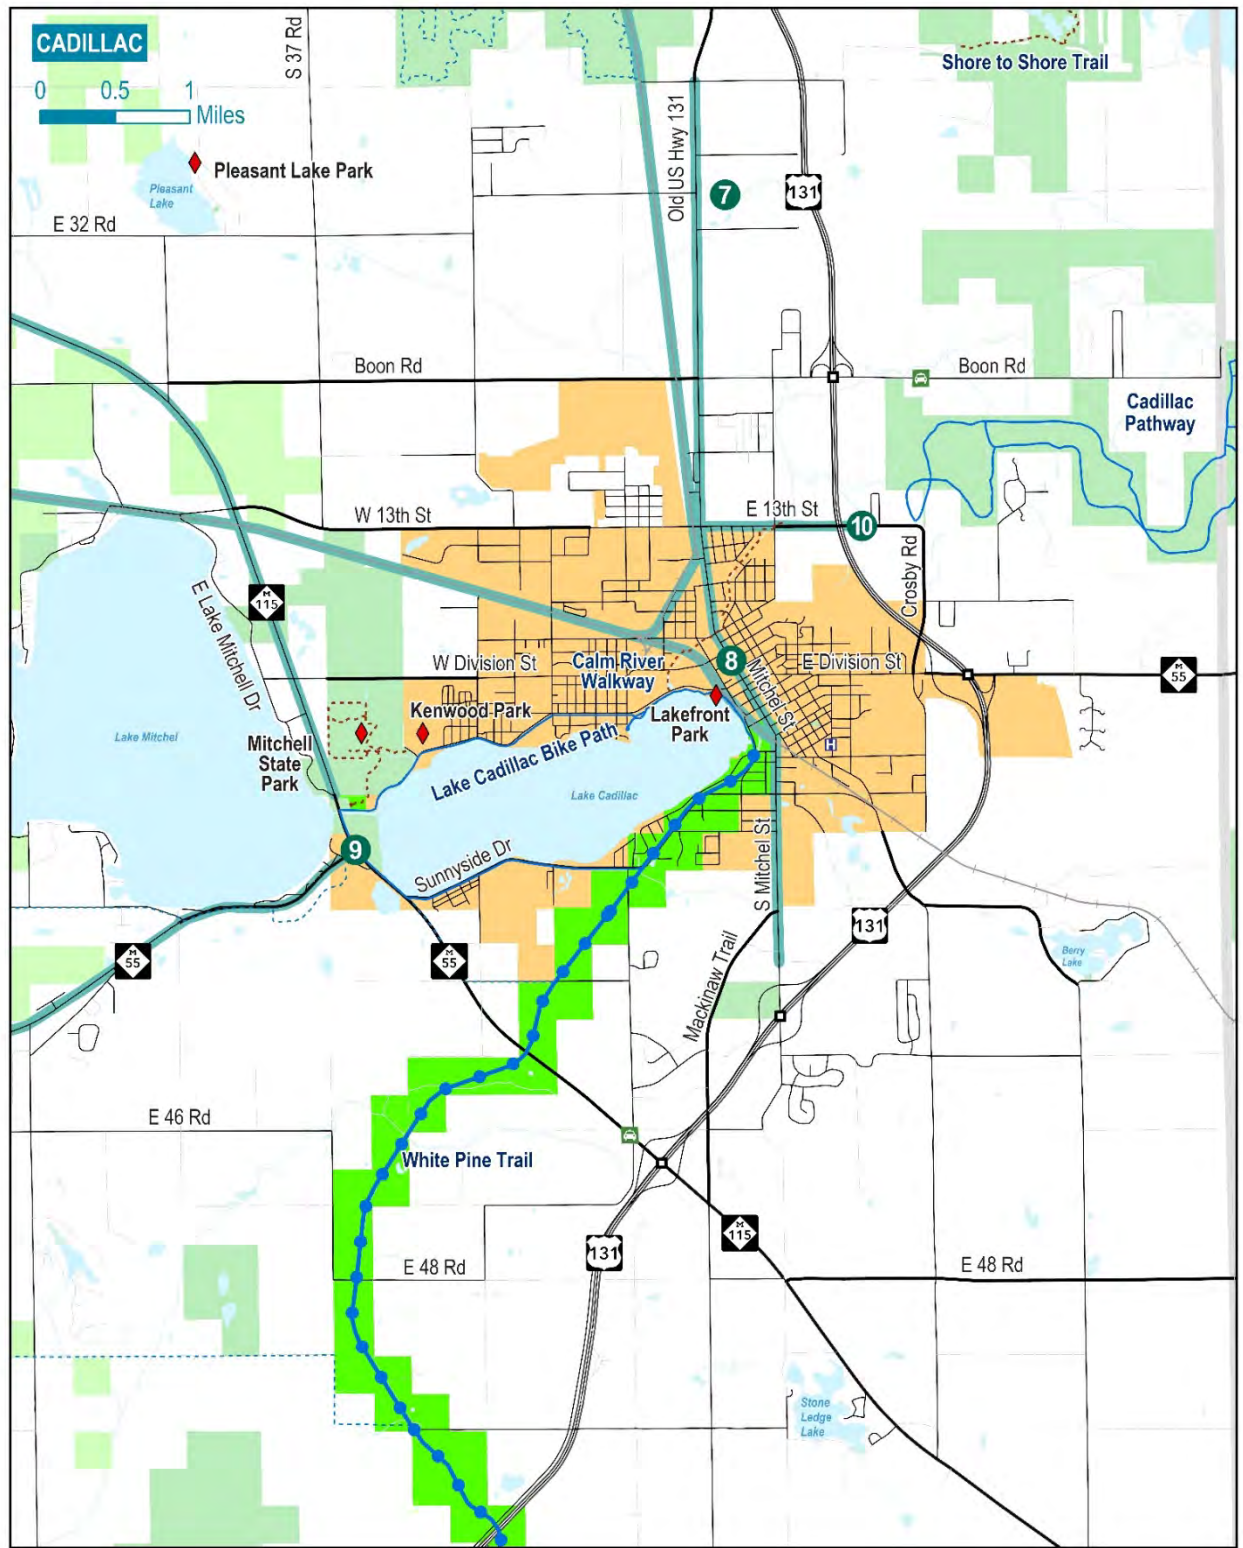 CADILLAC
S 37 Rd
Shore to Shore Trail
0 0.5 1
Miles
Old US Hwy 131
Pleasant Lake Park
Pleasant
Lake
7
131
E 32 Rd
Boon Rd
Boon Rd
Cadillac
Pathway
W 13th St
E 13th St
10
Crosby Rd
M
115
E Lake Mitchell Dr
W Division St
Calm River
Walkway
8
Mitchel St
E Division St
M
55
Kenwood Park
Lakefront
Park
Lake Mitchel
Mitchell
State
Park
Lake Cadillac Bike Path
H
Lake Cadillac
9
Sunnyside Dr
S Mitchel St
131
M
55
M
55
Mackinaw Trail
Berry
Lake
E 46 Rd
White Pine Trail
131
M
115
E 48 Rd
E 48 Rd
Stone
Ledge
Lake